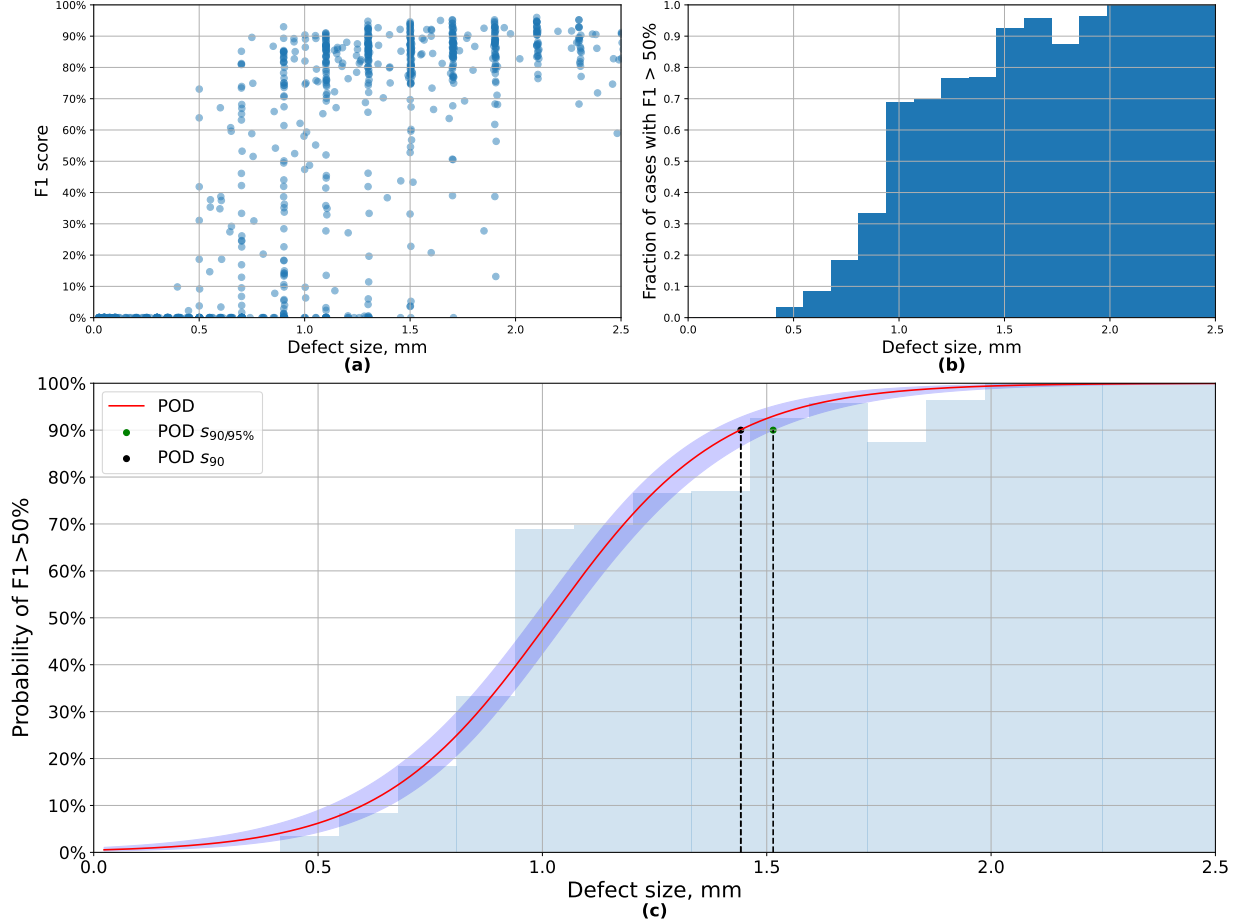 100%
90%
80%
70%
60%
50%
40%
30%
20%
10%
0%
F1 score
0.0 0.5 1.0 1.5 2.0 2.5
Defect size, mm
(a)
1.0
0.9
0.8
0.7
0.6
0.5
0.4
0.3
0.2
0.1
0.0
Fraction of cases with F1 > 50%
0.0 0.5 1.0 1.5 2.0 2.5
Defect size, mm
(b)
100%
90%
80%
70%
60%
50%
40%
30%
20%
10%
0%
Probability of F1>50%
POD
POD s90/95%
POD s90
0.0 0.5 1.0 1.5 2.0 2.5
Defect size, mm
(c)